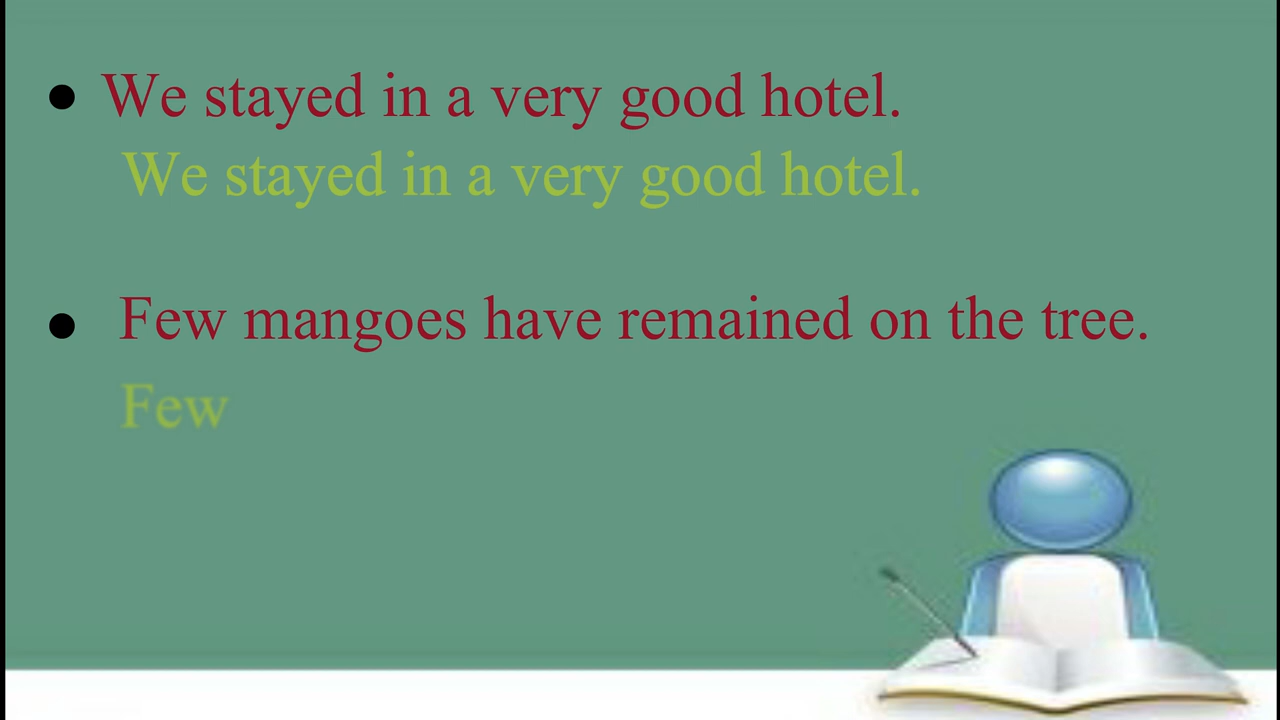 • We stayed in a very good hotel.
We stayed in a very good hotel.
• Few mangoes have remained on the tree.
Few